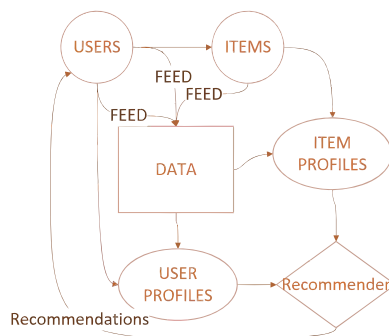 USERS
ITEMS
FEED
FEED
FEED
DATA
ITEM
PROFILES
USER
PROFILES
Recommender
Recommendations